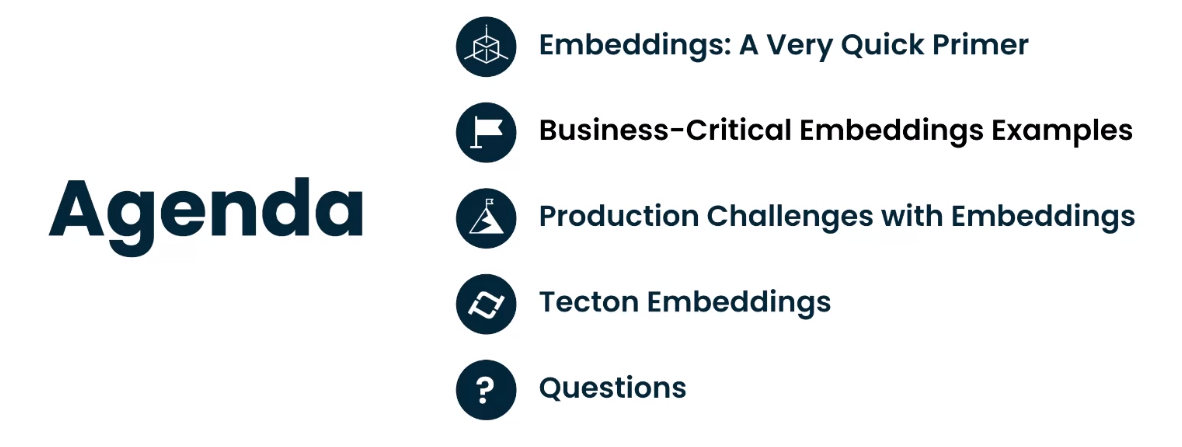 Agenda
Embeddings: A Very Quick Primer
Business-Critical Embeddings Examples
Production Challenges with Embeddings
Tecton Embeddings
?
Questions